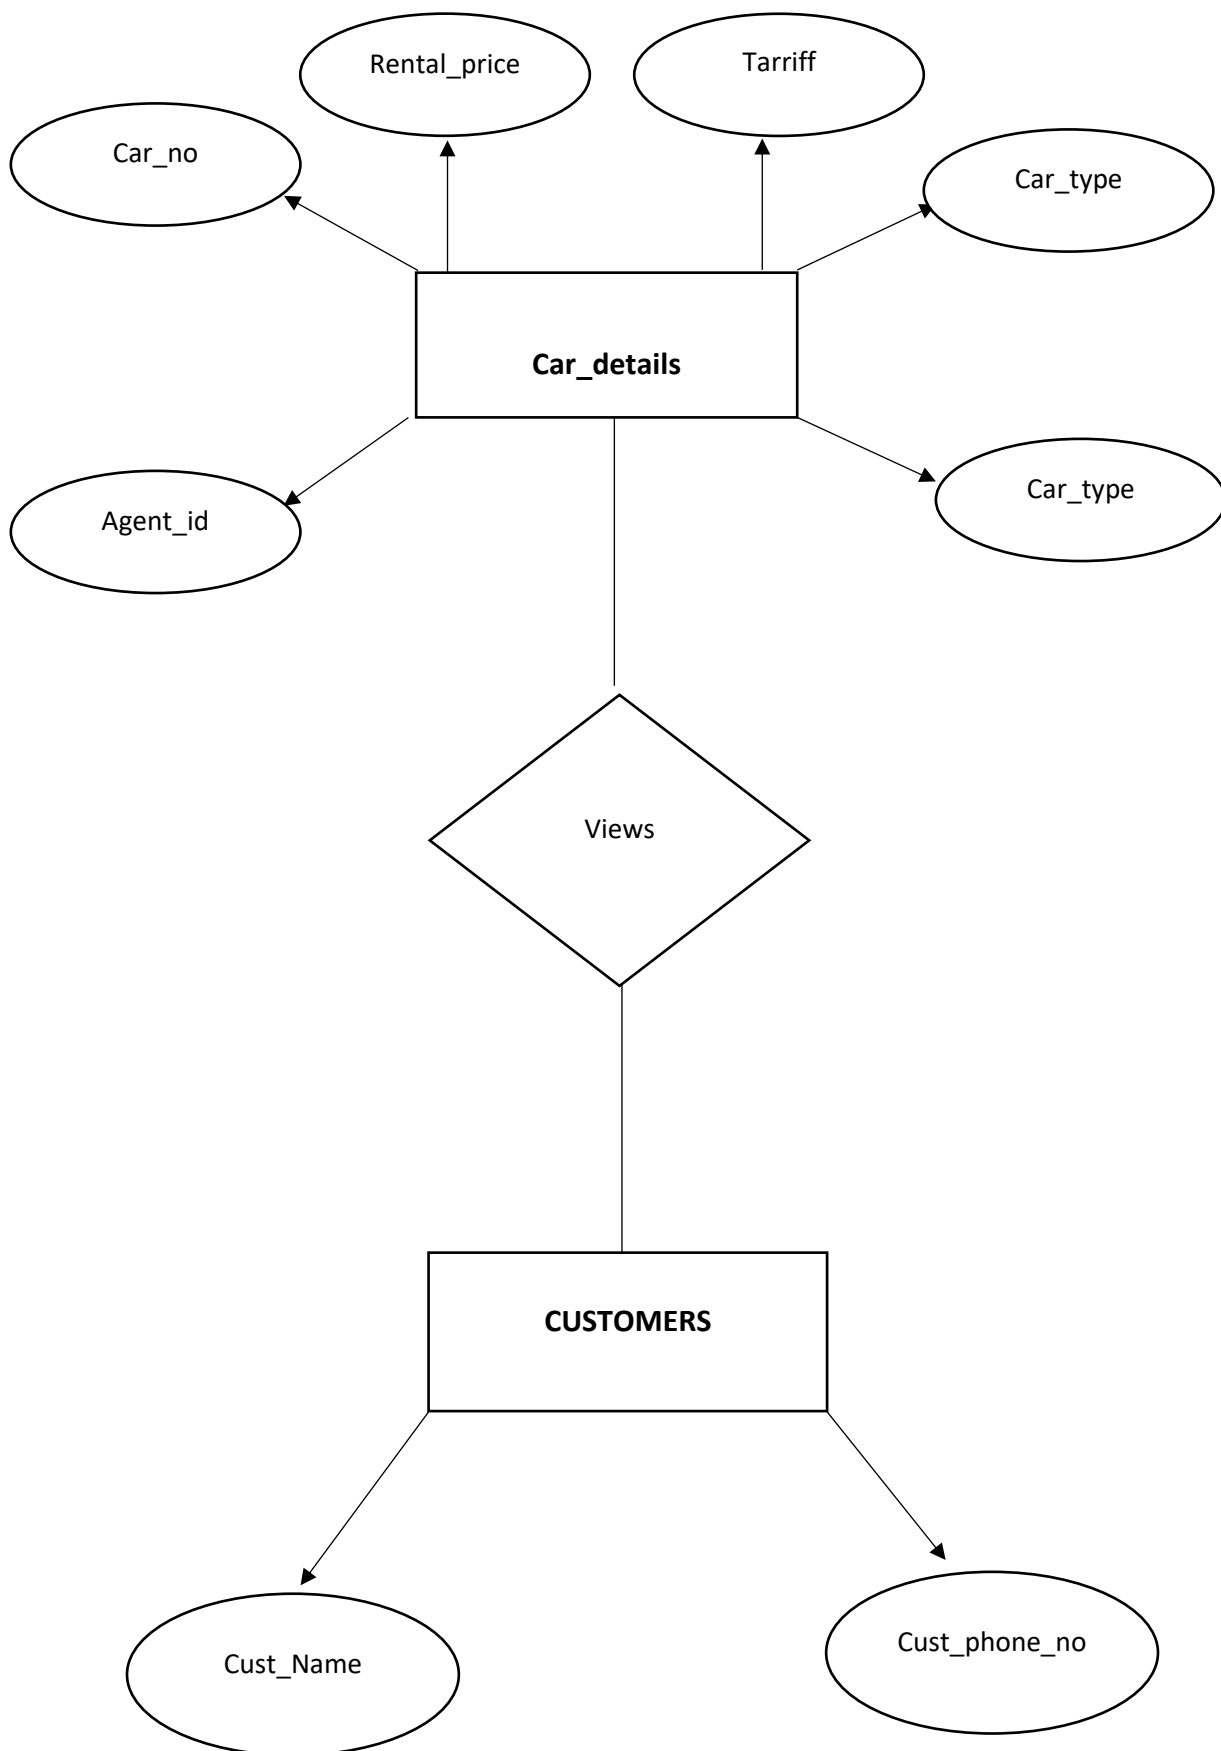 Rental_price
Tarriff
Car_no
Car_type
Car_details
Agent_id
Car_type
Views
CUSTOMERS
Cust_Name
Cust_phone_no